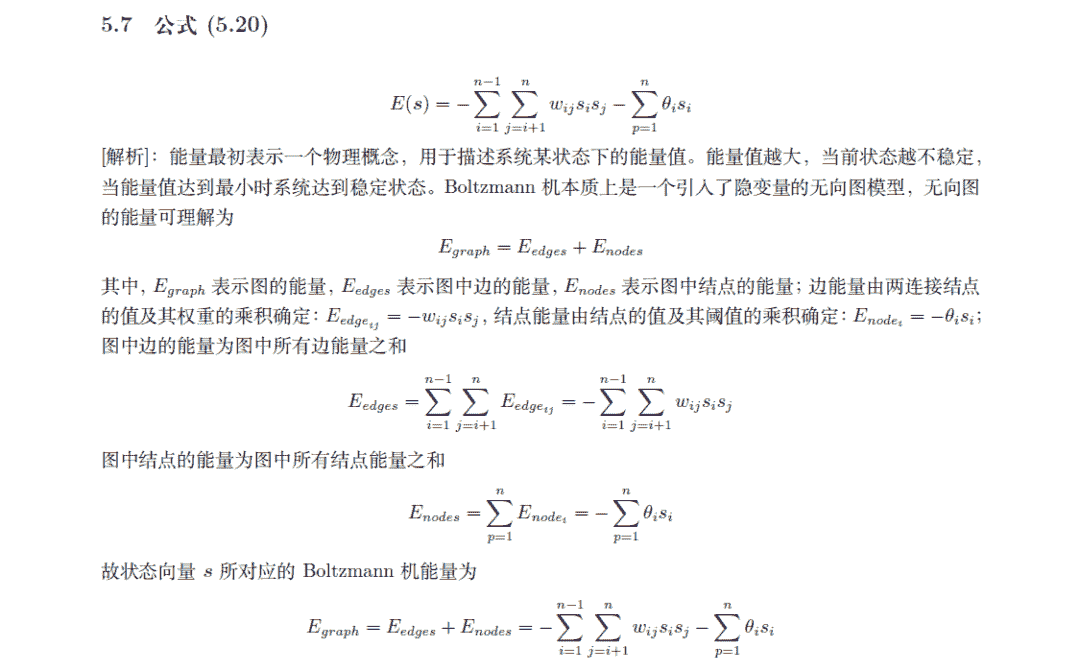 5.7 公式 (5.20)
E(s) = -\sum_{i=1}^{n-1} \sum_{j=i+1}^{n} w_{ij}s_is_j - \sum_{p=1}^{n} \theta_is_i
[解析]：能量最初表示一个物理概念，用于描述系统某状态下的能量值。能量值越大，当前状态越不稳定，
当能量值达到最小时系统达到稳定状态。Boltzmann 机本质上是一个引入了隐变量的无向图模型，无向图
的能量可理解为
E_{graph} = E_{edges} + E_{nodes}
其中，E_{graph} 表示图的能量，E_{edges} 表示图中边的能量，E_{nodes} 表示图中结点的能量；边能量由两连接结点
的值及其权重的乘积确定：E_{edge_{ij}} = -w_{ij}s_is_j，结点能量由结点的值及其阈值的乘积确定：E_{node_i} = -\theta_is_i；
图中边的能量为图中所有边能量之和
E_{edges} = \sum_{i=1}^{n-1} \sum_{j=i+1}^{n} E_{edge_{ij}} = -\sum_{i=1}^{n-1} \sum_{j=i+1}^{n} w_{ij}s_is_j
图中结点的能量为图中所有结点能量之和
E_{nodes} = \sum_{p=1}^{n} E_{node_i} = -\sum_{p=1}^{n} \theta_is_i
故状态向量 s 所对应的 Boltzmann 机能量为
E_{graph} = E_{edges} + E_{nodes} = -\sum_{i=1}^{n-1} \sum_{j=i+1}^{n} w_{ij}s_is_j - \sum_{p=1}^{n} \theta_is_i